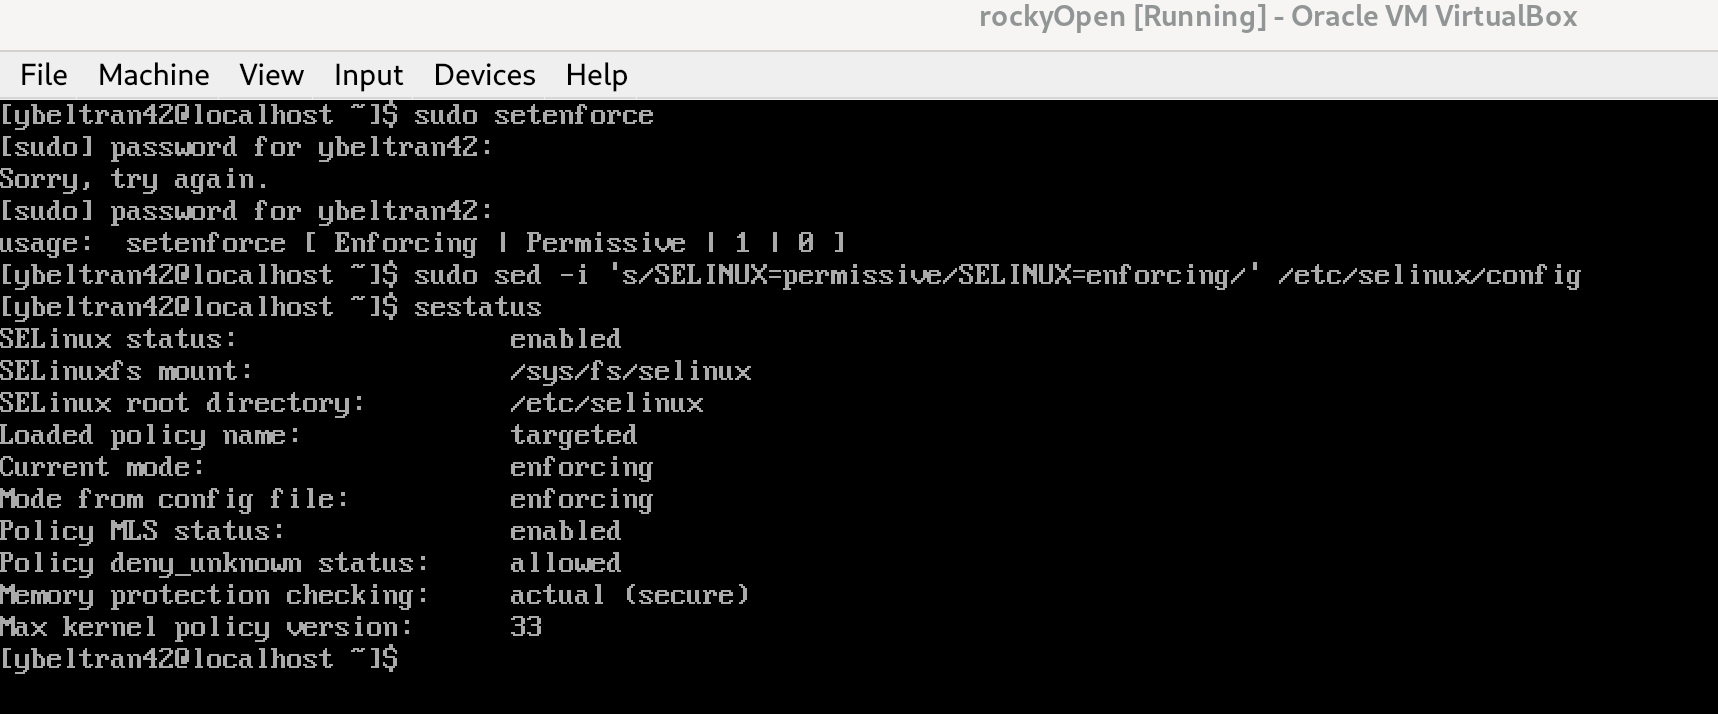 rockyOpen [Running] - Oracle VM VirtualBox
File Machine View Input Devices Help
[ybeltran42@localhost ~]$ sudo setenforce
[sudo] password for ybeltran42:
Sorry, try again.
[sudo] password for ybeltran42:
usage:  setenforce [ Enforcing | Permissive | 1 | 0 ]
[ybeltran42@localhost ~]$ sudo sed -i 's/SELINUX=permissive/SELINUX=enforcing/' /etc/selinux/config
[ybeltran42@localhost ~]$ sestatus
SELinux status:                 enabled
SELinuxfs mount:                /sys/fs/selinux
SELinux root directory:         /etc/selinux
Loaded policy name:             targeted
Current mode:                   enforcing
Mode from config file:          enforcing
Policy MLS status:              enabled
Policy deny_unknown status:     allowed
Memory protection checking:     actual (secure)
Max kernel policy version:      33
[ybeltran42@localhost ~]$